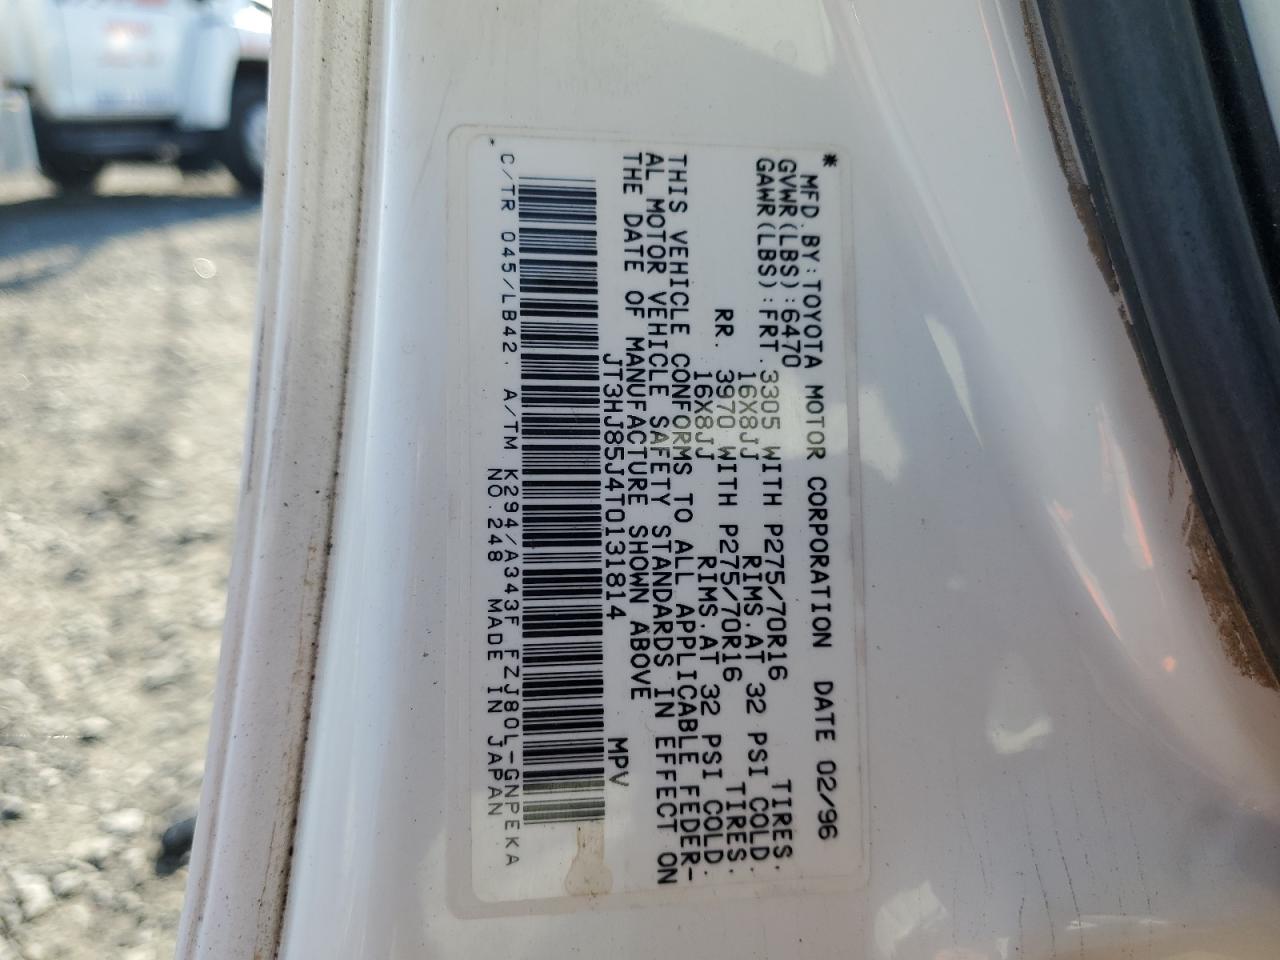 * MFD.BY:TOYOTA MOTOR CORPORATION DATE 02/96
GVWR(LBS):6470
GAWR(LBS):FRT.3305 WITH P275/70R16 TIRES.
16X8JJ RIMS.AT 32 PSI COLD.
RR. 3970 WITH P275/70R16 TIRES.
16X8JJ RIMS.AT 32 PSI COLD.
THIS VEHICLE CONFORMS TO ALL APPLICABLE FEDER-
AL MOTOR VEHICLE SAFETY STANDARDS IN EFFECT ON
THE DATE OF MANUFACTURE SHOWN ABOVE
JT3HJ85J4T0131814 MPV
C/TR 045/LB42. A/TM K294/A343F FZJ80L-GNPEKA
* NO.248 MADE IN JAPAN